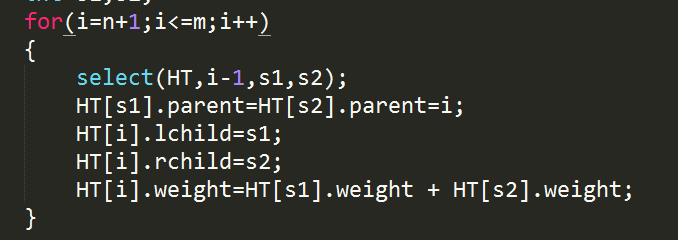 for(i=n+1;i<=m;i++)
{
    select(HT,i-1,s1,s2);
    HT[s1].parent=HT[s2].parent=i;
    HT[i].lchild=s1;
    HT[i].rchild=s2;
    HT[i].weight=HT[s1].weight + HT[s2].weight;
}